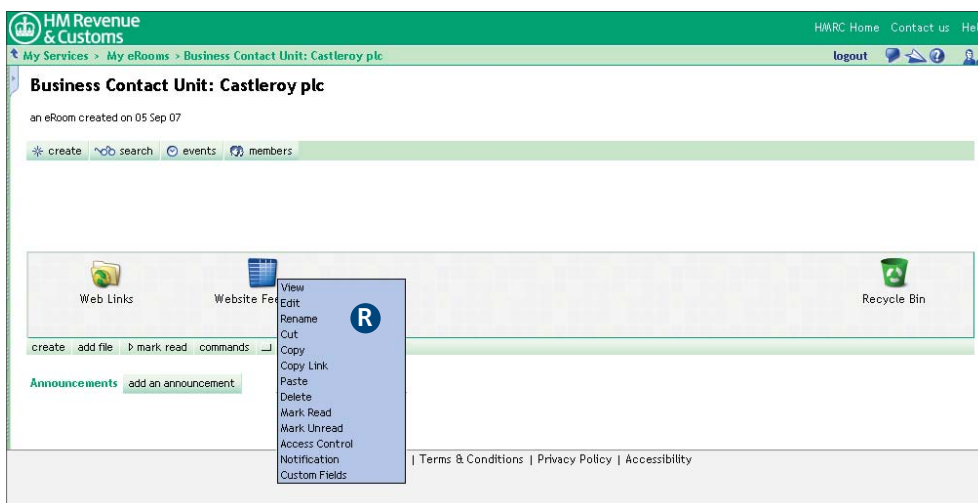 HM Revenue
& Customs
HMRC Home Contact us
My Services > My eRooms > Business Contact Unit: Castleroy plc
logout
Business Contact Unit: Castleroy plc
an eRoom created on 05 Sep 07
create search events members
Web Links
Website
Recycle Bin
View
Edit
Rename
R
Cut
Copy
Copy Link
Paste
Delete
Mark Read
Mark Unread
Access Control
Notification
Custom Fields
create add file mark read commands
Announcements add an announcement
| Terms & Conditions | Privacy Policy | Accessibility